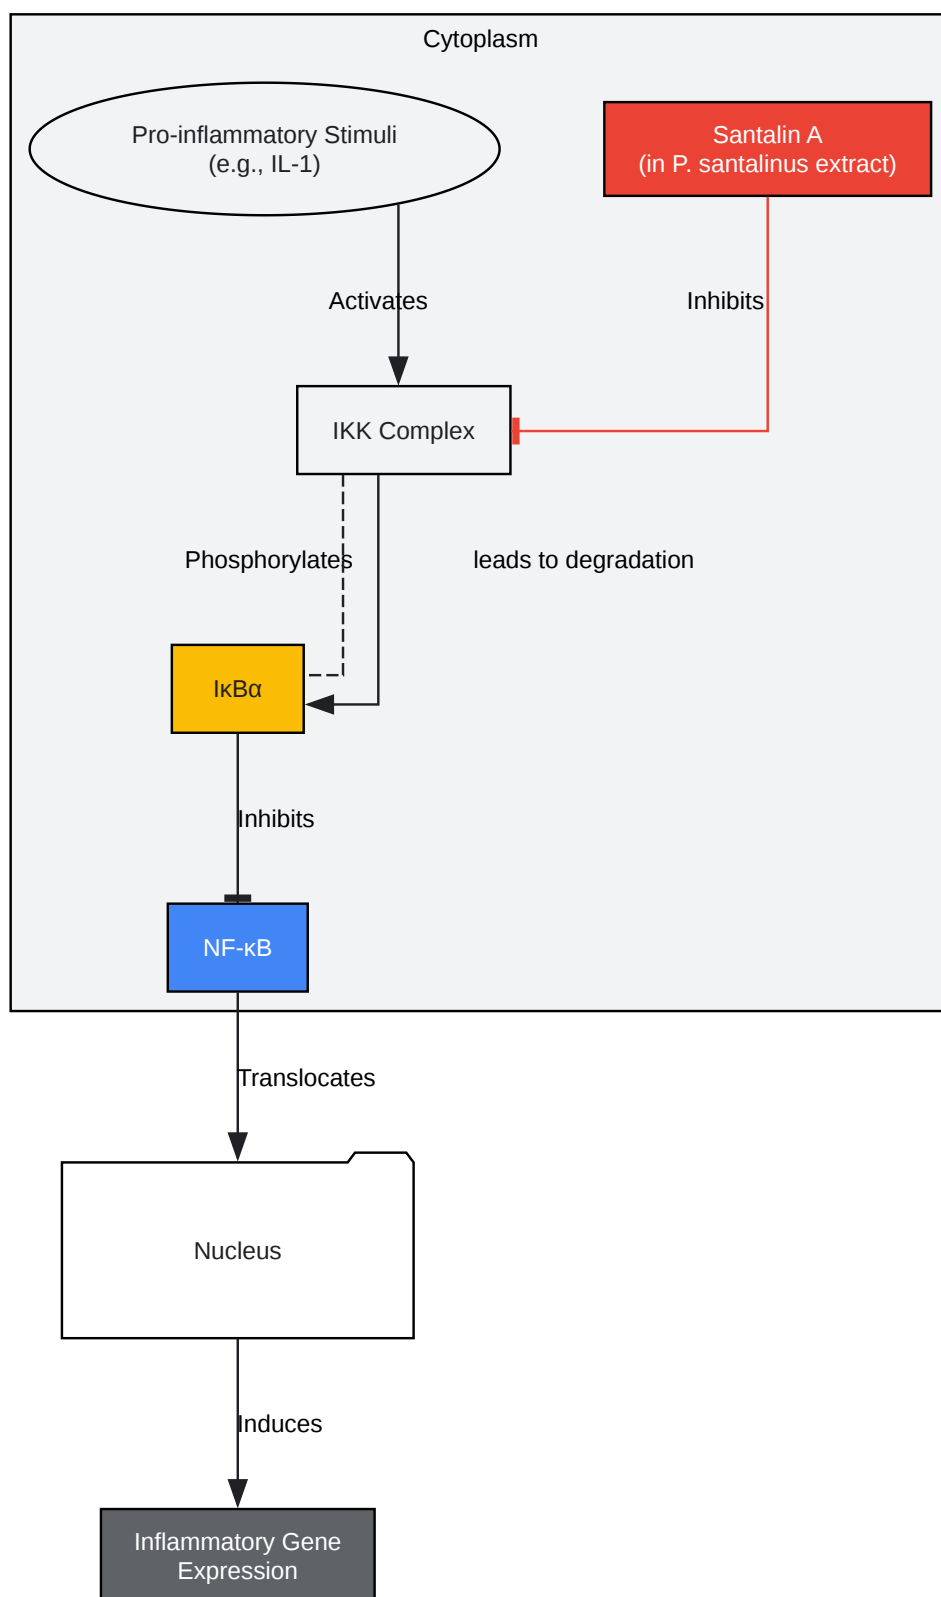 Cytoplasm
Pro-inflammatory Stimuli
(e.g., IL-1)
Santalin A
(in P. santalinus extract)
Activates
Inhibits
IKK Complex
Phosphorylates
leads to degradation
IκBα
Inhibits
NF-κB
Translocates
Nucleus
Induces
Inflammatory Gene
Expression